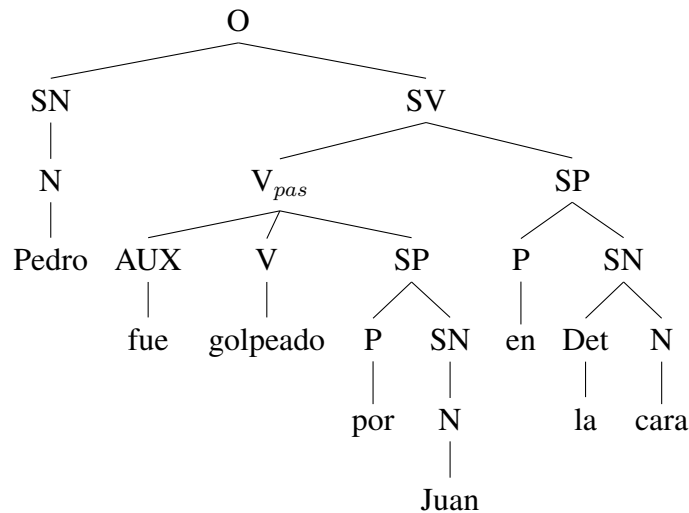 O
SN SV
N V_pas SP
Pedro AUX V SP P SN
fue golpeado P SN en Det N
por N la cara
Juan